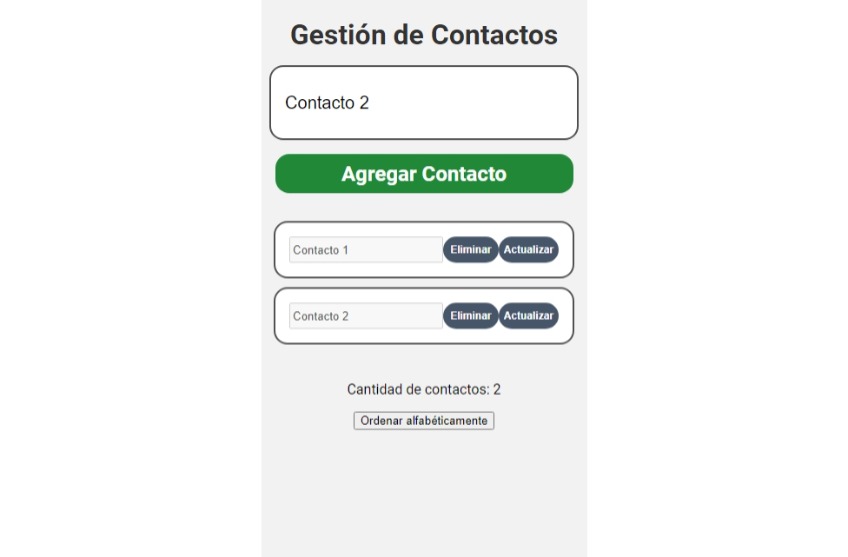 Gestión de Contactos
Contacto 2
Agregar Contacto
Contacto 1 Eliminar Actualizar
Contacto 2 Eliminar Actualizar
Cantidad de contactos: 2
Ordenar alfabéticamente